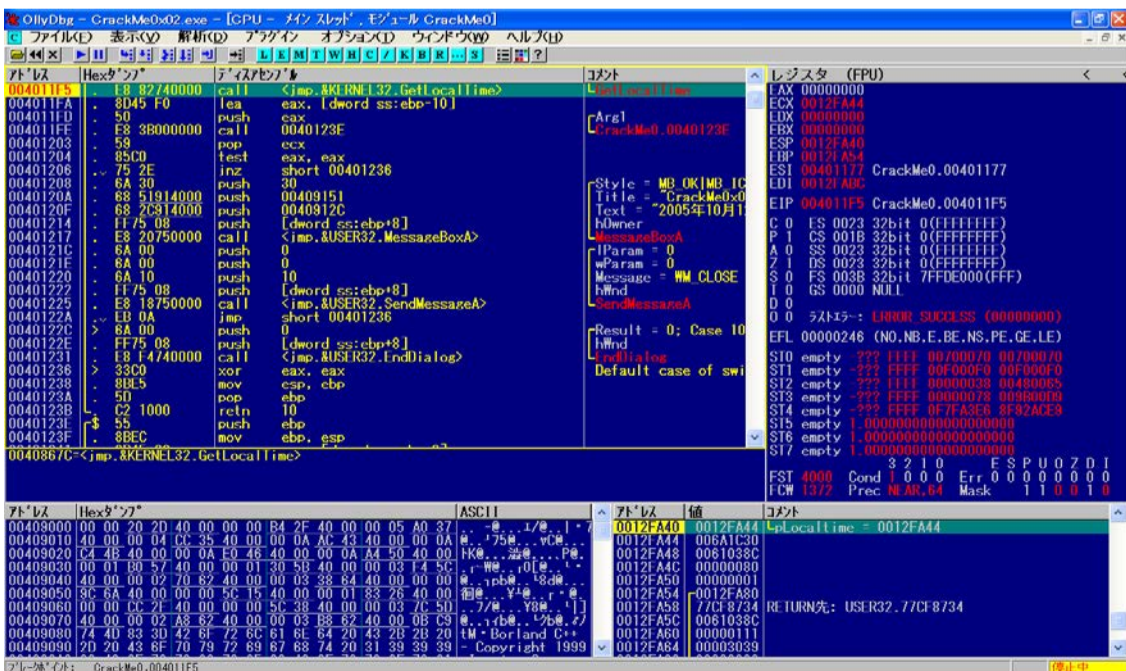 OllyDbg - CrackMe0x02.exe - [CPU - メイン スレッド, モジュール CrackMe0]
ファイル(F) 表示(V) 解析(D) プラグイン オプション(T) ウィンドウ(W) ヘルプ(H)
L E M T W H C / K B R ... S
アドレス Hexダンプ ディスアセンブル コメント
004011F5 . E8 82740000 call <jmp.&KERNEL32.GetLocalTime> GetLocalTime
004011FA . 8D45 F0 lea eax, [dword ss:ebp-10]
004011FD . 50 push eax Arg1
004011FE . E8 3B000000 call 0040123E CrackMe0.0040123E
00401203 . 59 pop ecx
00401204 . 85C0 test eax, eax
00401206 . 75 2E jnz short 00401236
00401208 . 6A 30 push 30 Style = MB_OK|MB_IC
0040120A . 68 51914000 push 00409151 Title = "CrackMe0x0
0040120F . 68 2C914000 push 0040912C Text = "2005年10月1
00401214 . FF75 08 push [dword ss:ebp+8] hOwner
00401217 . E8 20750000 call <jmp.&USER32.MessageBoxA> MessageBoxA
0040121C . 6A 00 push 0 lParam = 0
0040121E . 6A 00 push 0 wParam = 0
00401220 . 6A 10 push 10 Message = WM_CLOSE
00401222 . FF75 08 push [dword ss:ebp+8] hWnd
00401225 . E8 18750000 call <jmp.&USER32.SendMessageA> SendMessageA
0040122A . EB 0A jmp short 00401236
0040122C > 6A 00 push 0 Result = 0; Case 10
0040122E . FF75 08 push [dword ss:ebp+8] hWnd
00401231 . E8 F4740000 call <jmp.&USER32.EndDialog> EndDialog
00401236 > 33C0 xor eax, eax Default case of swi
00401238 . 8BE5 mov esp, ebp
0040123A . 5D pop ebp
0040123B . C2 1000 retn 10
0040123E $ 55 push ebp
0040123F . 8BEC mov ebp, esp
0040867C=<jmp.&KERNEL32.GetLocalTime>
レジスタ (FPU) < <
EAX 00000000
ECX 0012FA44
EDX 00000000
EBX 00000000
ESP 0012FA40
EBP 0012FA54
ESI 00401177 CrackMe0.00401177
EDI 0012FABC
EIP 004011F5 CrackMe0.004011F5
C 0 ES 0023 32bit 0(FFFFFFFF)
P 1 CS 001B 32bit 0(FFFFFFFF)
A 0 SS 0023 32bit 0(FFFFFFFF)
Z 1 DS 0023 32bit 0(FFFFFFFF)
S 0 FS 003B 32bit 7FFDE000(FFF)
T 0 GS 0000 NULL
D 0
O 0 ラストエラー: ERROR_SUCCESS (00000000)
EFL 00000246 (NO,NB,E,BE,NS,PE,GE,LE)
ST0 empty -??? FFFF 00700070 00700070
ST1 empty -??? FFFF 00F000F0 00F000F0
ST2 empty -??? FFFF 00000038 00480065
ST3 empty -??? FFFF 00000078 009B00D9
ST4 empty -??? FFFF 0F7FA3E6 8F92ACE9
ST5 empty 1.0000000000000000000
ST6 empty 1.0000000000000000000
ST7 empty 1.0000000000000000000
3 2 1 0 E S P U O Z D I
FST 4000 Cond 1 0 0 0 Err 0 0 0 0 0 0 0 0
FCW 1372 Prec NEAR,64 Mask 1 1 0 0 1 0
アドレス Hexダンプ ASCII
00409000 00 00 20 2D 40 00 00 00 B4 2F 40 00 00 05 A0 37
00409010 40 00 00 04 CC 35 40 00 00 0A AC 43 40 00 00 0A
00409020 C4 4B 40 00 00 0A E0 46 40 00 00 0A A4 50 40 00
00409030 00 01 B0 57 40 00 00 01 30 5B 40 00 00 03 F4 5C
00409040 40 00 00 02 70 62 40 00 00 03 38 64 40 00 00 00
00409050 9C 6A 40 00 00 00 5C 15 40 00 00 01 83 26 40 00
00409060 00 00 CC 2F 40 00 00 00 5C 38 40 00 00 03 7C 5D
00409070 40 00 00 02 A8 62 40 00 00 03 B8 62 40 00 0B C9
00409080 74 4D 83 3D 42 6F 72 6C 61 6E 64 20 43 2B 2B 20 tM・Borland C++
00409090 2D 20 43 6F 70 79 72 69 67 68 74 20 31 39 39 39 - Copyright 1999
アドレス 値 コメント
0012FA40 0012FA44 pLocaltime = 0012FA44
0012FA44 006A1C30
0012FA48 0061038C
0012FA4C 00000080
0012FA50 00000001
0012FA54 0012FA80
0012FA58 77CF8734 RETURN先: USER32.77CF8734
0012FA5C 0061038C
0012FA60 00000111
0012FA64 00003039
ブレークポイント: CrackMe0.004011F5 停止中